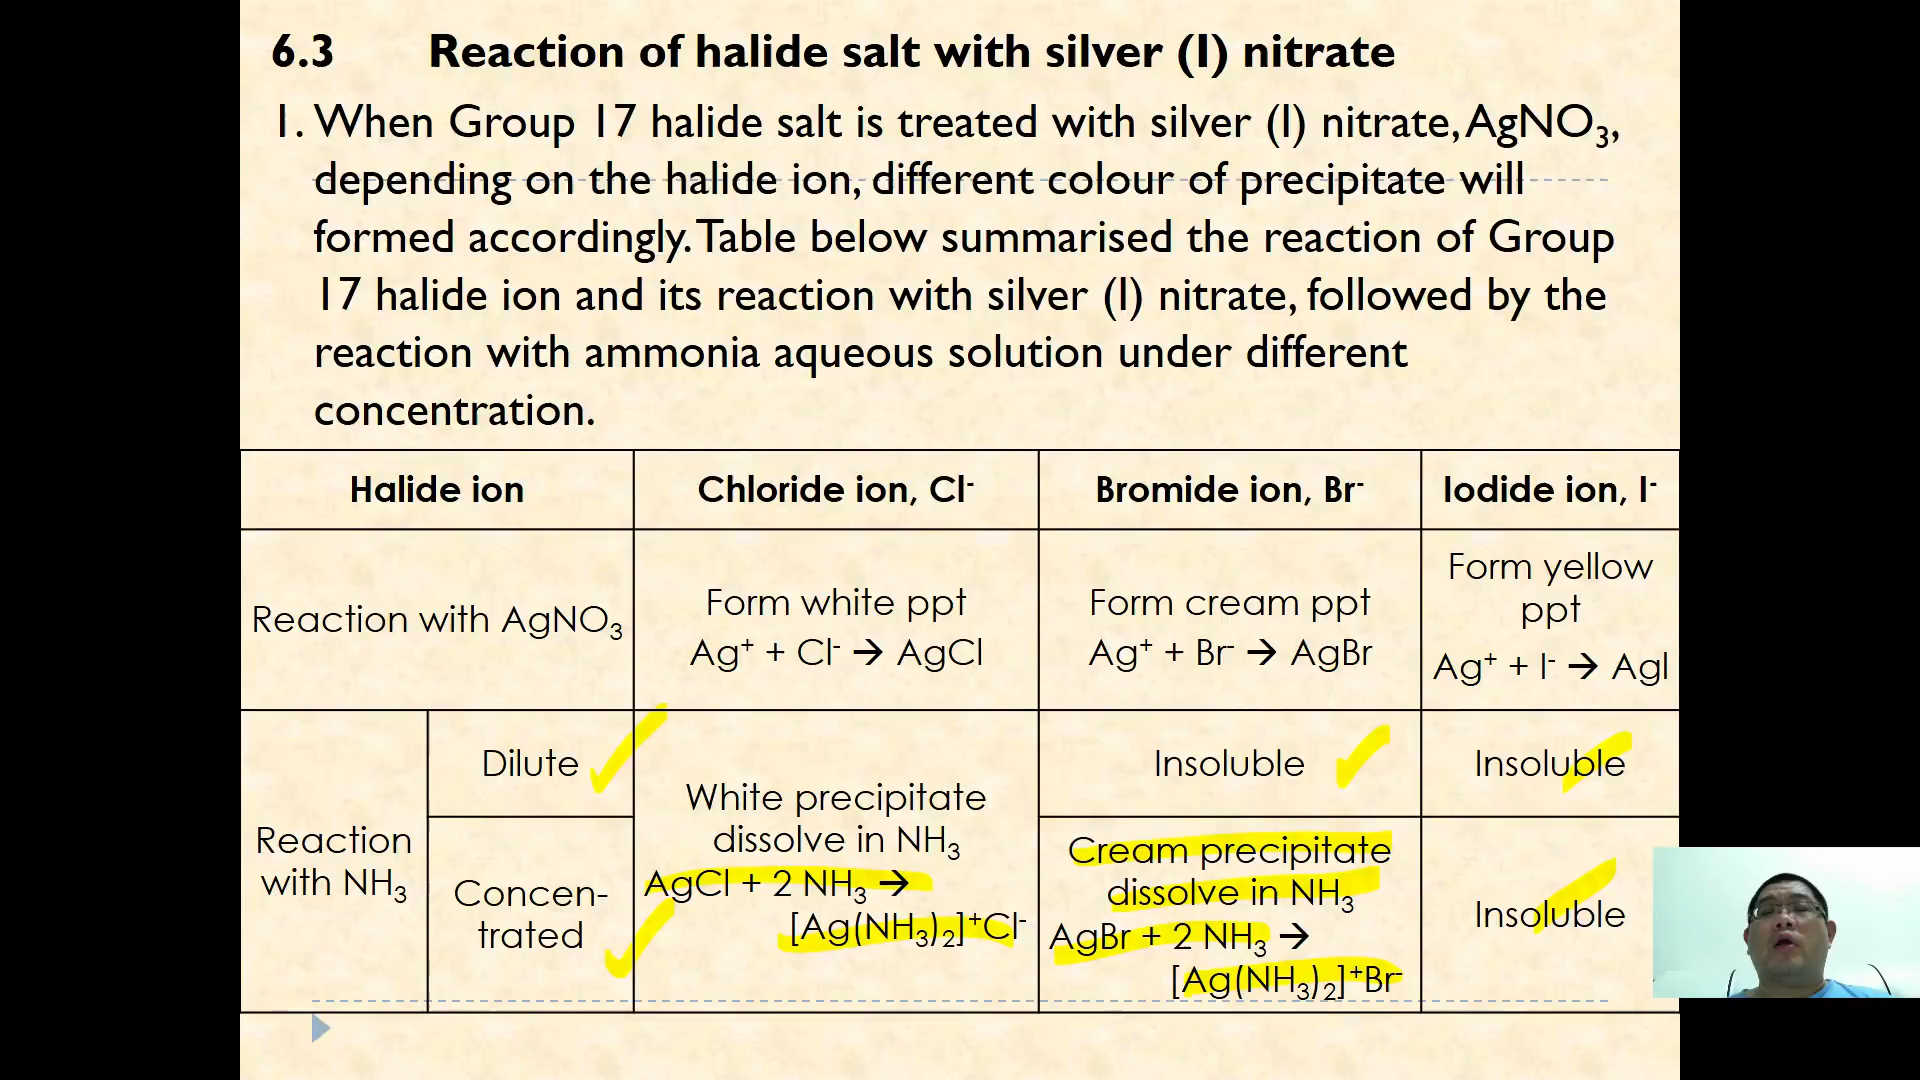 6.3 Reaction of halide salt with silver (I) nitrate
1. When Group 17 halide salt is treated with silver (I) nitrate, AgNO₃,
depending on the halide ion, different colour of precipitate will
formed accordingly. Table below summarised the reaction of Group
17 halide ion and its reaction with silver (I) nitrate, followed by the
reaction with ammonia aqueous solution under different
concentration.
Halide ion
Chloride ion, Cl⁻
Bromide ion, Br⁻
Iodide ion, I⁻
Reaction with AgNO₃
Form white ppt
Ag⁺ + Cl⁻ → AgCl
Form cream ppt
Ag⁺ + Br⁻ → AgBr
Form yellow
ppt
Ag⁺ + I⁻ → AgI
Reaction
with NH₃
Dilute
White precipitate
dissolve in NH₃
AgCl + 2 NH₃ →
[Ag(NH₃)₂]⁺Cl⁻
Insoluble
Insoluble
Concen-
trated
Cream precipitate
dissolve in NH₃
AgBr + 2 NH₃ →
[Ag(NH₃)₂]⁺Br⁻
Insoluble